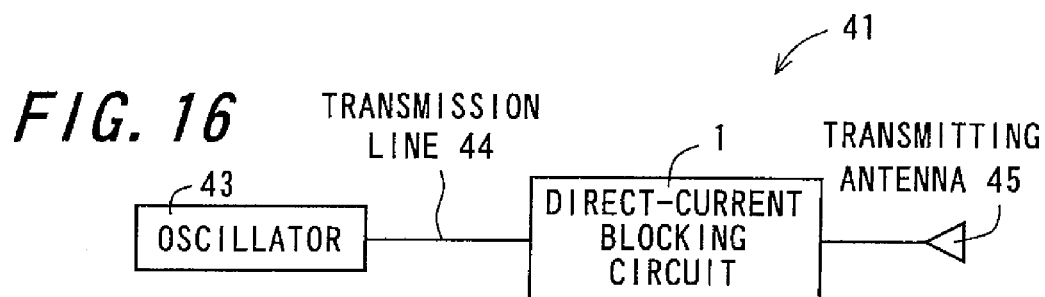 41
FIG. 16
TRANSMISSION
LINE 44
1
TRANSMITTING
ANTENNA 45
43
OSCILLATOR
DIRECT-CURRENT
BLOCKING
CIRCUIT